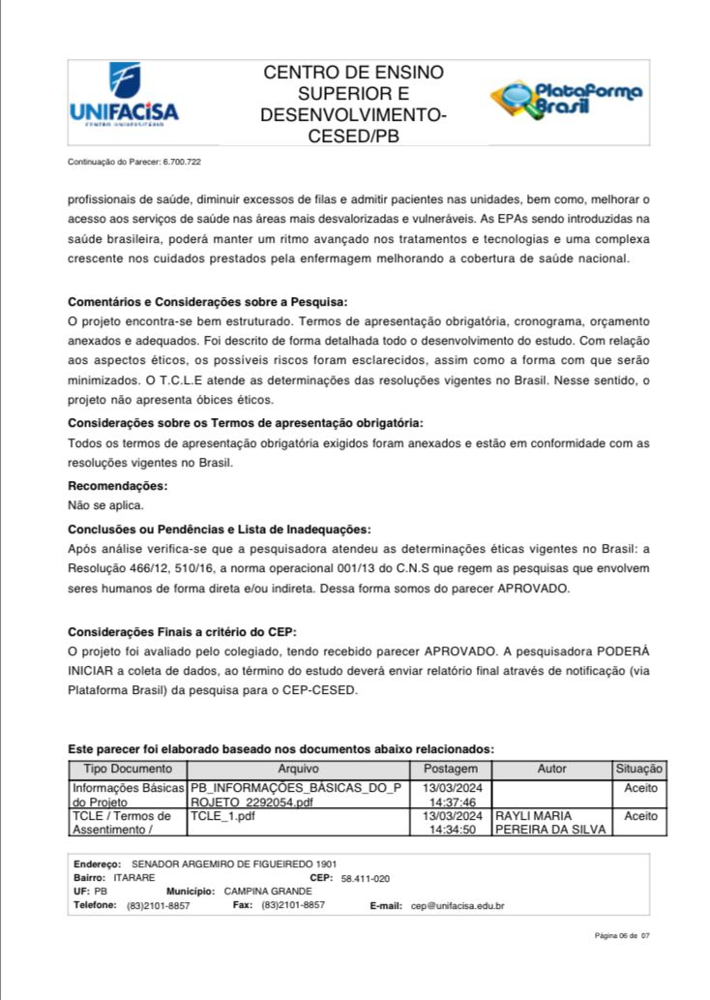 UNIFACISA
CENTRO UNIVERSITÁRIO
CENTRO DE ENSINO
SUPERIOR E
DESENVOLVIMENTO-
CESED/PB
Plataforma
Brasil
Continuação do Parecer: 6.700.722
profissionais de saúde, diminuir excessos de filas e admitir pacientes nas unidades, bem como, melhorar o
acesso aos serviços de saúde nas áreas mais desvalorizadas e vulneráveis. As EPAs sendo introduzidas na
saúde brasileira, poderá manter um ritmo avançado nos tratamentos e tecnologias e uma complexa
crescente nos cuidados prestados pela enfermagem melhorando a cobertura de saúde nacional.
Comentários e Considerações sobre a Pesquisa:
O projeto encontra-se bem estruturado. Termos de apresentação obrigatória, cronograma, orçamento
anexados e adequados. Foi descrito de forma detalhada todo o desenvolvimento do estudo. Com relação
aos aspectos éticos, os possíveis riscos foram esclarecidos, assim como a forma com que serão
minimizados. O T.C.L.E atende as determinações das resoluções vigentes no Brasil. Nesse sentido, o
projeto não apresenta óbices éticos.
Considerações sobre os Termos de apresentação obrigatória:
Todos os termos de apresentação obrigatória exigidos foram anexados e estão em conformidade com as
resoluções vigentes no Brasil.
Recomendações:
Não se aplica.
Conclusões ou Pendências e Lista de Inadequações:
Após análise verifica-se que a pesquisadora atendeu as determinações éticas vigentes no Brasil: a
Resolução 466/12, 510/16, a norma operacional 001/13 do C.N.S que regem as pesquisas que envolvem
seres humanos de forma direta e/ou indireta. Dessa forma somos do parecer APROVADO.
Considerações Finais a critério do CEP:
O projeto foi avaliado pelo colegiado, tendo recebido parecer APROVADO. A pesquisadora PODERÁ
INICIAR a coleta de dados, ao término do estudo deverá enviar relatório final através de notificação (via
Plataforma Brasil) da pesquisa para o CEP-CESED.
Este parecer foi elaborado baseado nos documentos abaixo relacionados:
Tipo Documento Arquivo Postagem Autor Situação
Informações Básicas PB_INFORMAÇÕES_BÁSICAS_DO_P 13/03/2024 Aceito
do Projeto ROJETO_2292054.pdf 14:37:46
TCLE / Termos de TCLE_1.pdf 13/03/2024 RAYLI MARIA Aceito
Assentimento / 14:34:50 PEREIRA DA SILVA
Endereço: SENADOR ARGEMIRO DE FIGUEIREDO 1901
Bairro: ITARARE CEP: 58.411-020
UF: PB Município: CAMPINA GRANDE
Telefone: (83)2101-8857 Fax: (83)2101-8857 E-mail: cep@unifacisa.edu.br
Página 06 de 07